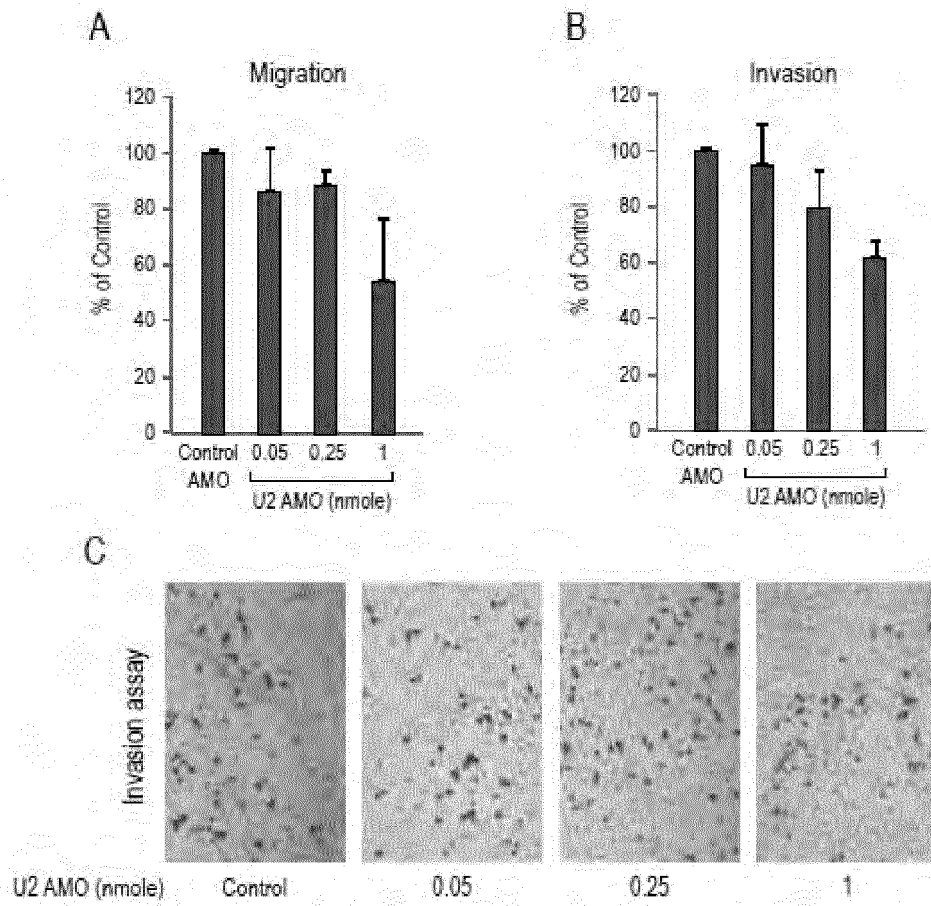 A
B
Migration
Invasion
% of Control
120
100
80
60
40
20
0
Control AMO
0.05
0.25
1
U2 AMO (nmole)
% of Control
120
100
80
60
40
20
0
Control AMO
0.05
0.25
1
U2 AMO (nmole)
C
Invasion assay
U2 AMO (nmole)
Control
0.05
0.25
1